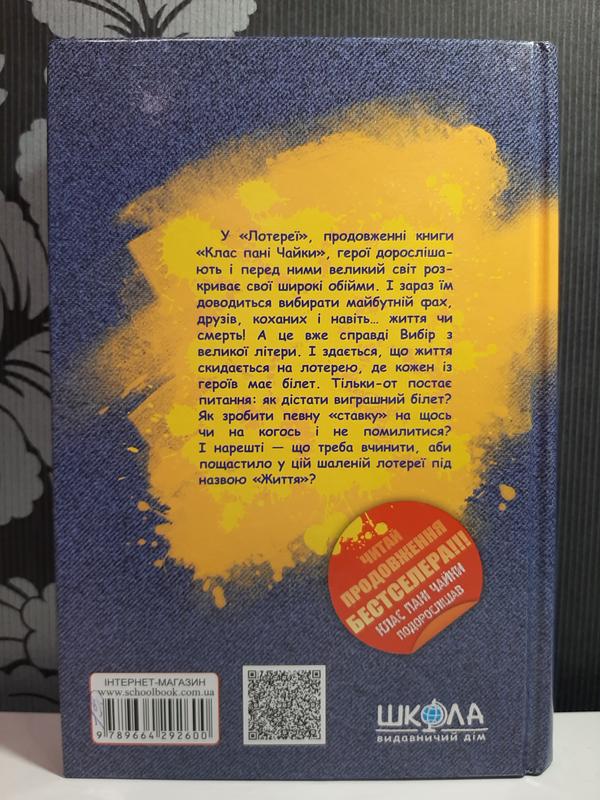 У «Лотереї», продовженні книги
«Клас пані Чайки», герої дорослiша-
ють і перед ними великий світ роз-
криває свої широкі обійми. І зараз їм
доводиться вибирати майбутній фах,
друзів, коханих і навіть... життя чи
смерть! А це вже справді Вибір з
великої літери. І здається, що життя
скидається на лотерею, де кожен із
героїв має білет. Тільки-от постає
питання: як дістати виграшний білет?
Як зробити певну «ставку» на щось
чи на когось і не помилитися?
І нарешті — що треба вчинити, аби
пощастило у цій шаленій лотереї під
назвою «Життя»?
ЧИТАЙ
ПРОДОВЖЕННЯ
БЕСТСЕЛЕРА!!!
КЛАС ПАНІ ЧАЙКИ
ПОДОРОСЛІШАВ
ІНТЕРНЕТ-МАГАЗИН
www.schoolbook.com.ua
9 789664 292600
ШКОЛА
видавничий дім